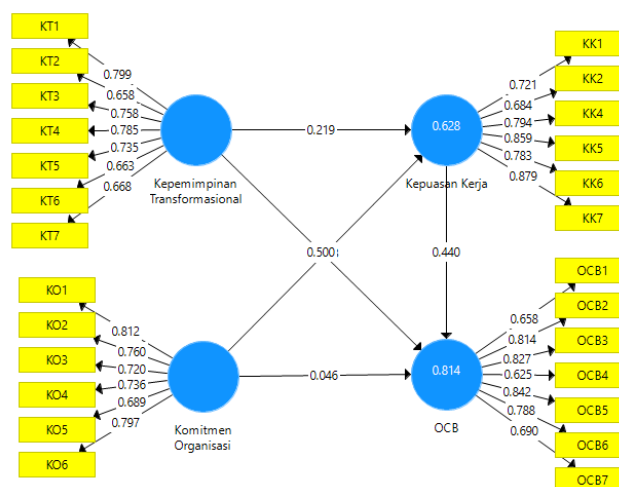 KT1
KT2
KT3
KT4
KT5
KT6
KT7
0.799
0.658
0.758
0.785
0.735
0.663
0.668
Kepemimpinan
Transformasional
0.219
0.628
Kepuasan Kerja
0.721
0.684
0.794
0.859
0.783
0.879
KK1
KK2
KK4
KK5
KK6
KK7
0.440
KO1
KO2
KO3
KO4
KO5
KO6
0.812
0.760
0.720
0.736
0.689
0.797
Komitmen
Organisasi
0.046
0.814
OCB
0.658
0.814
0.827
0.625
0.842
0.788
0.690
OCB1
OCB2
OCB3
OCB4
OCB5
OCB6
OCB7